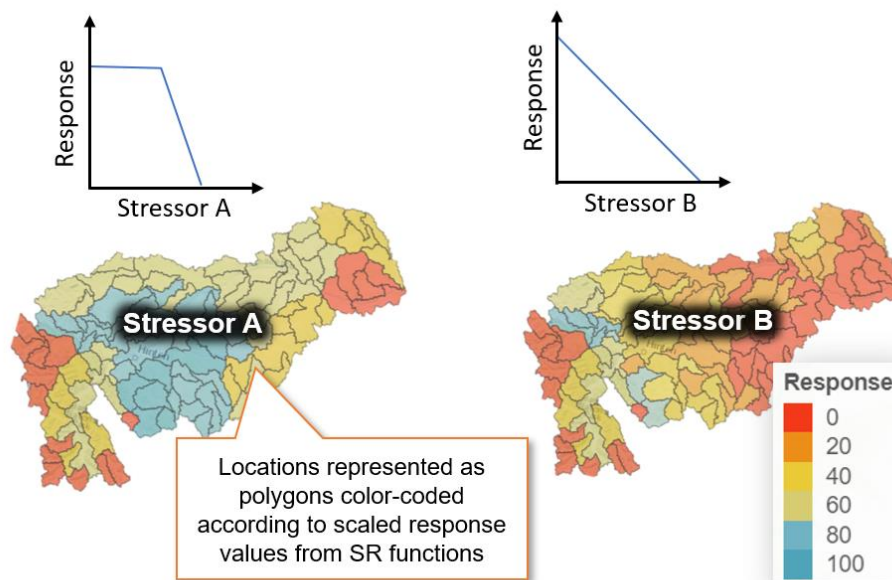 Response
Stressor A
Response
Stressor B
Stressor A
Stressor B
Locations represented as
polygons color-coded
according to scaled response
values from SR functions
Response
0
20
40
60
80
100